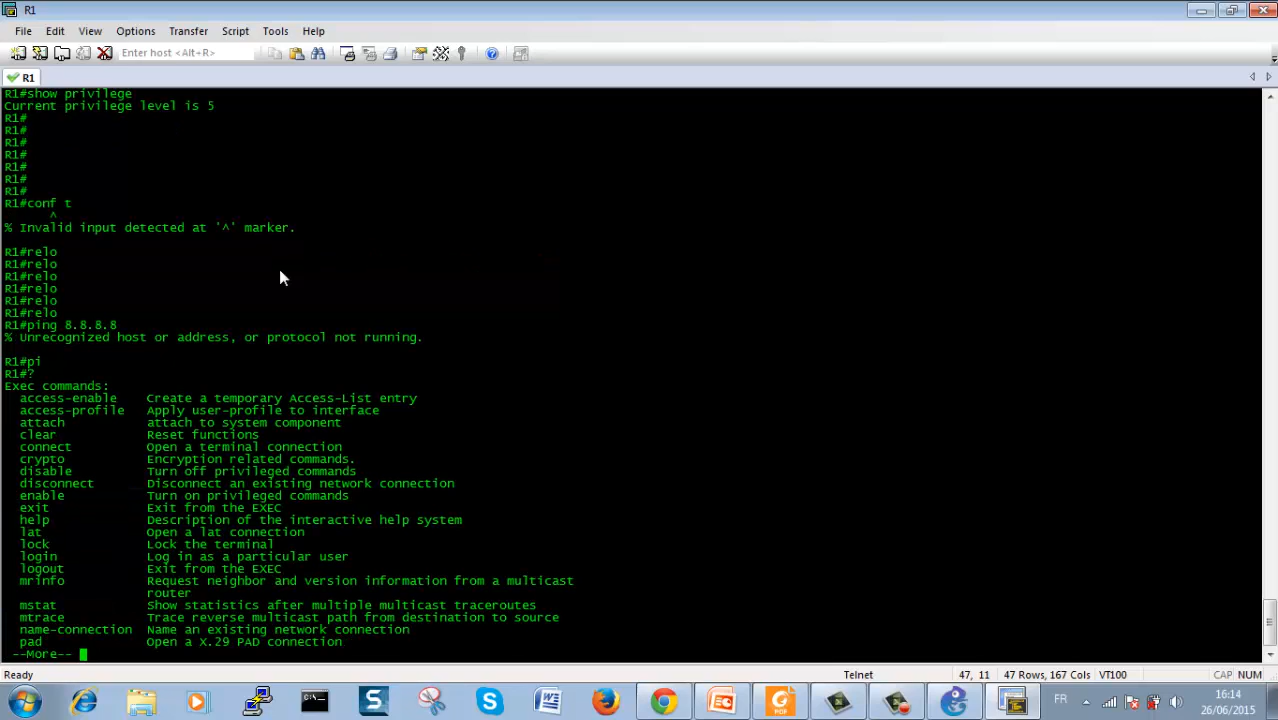 R1
File Edit View Options Transfer Script Tools Help
Enter host <Alt+R>
R1
R1#show privilege
Current privilege level is 5
R1#
R1#
R1#
R1#
R1#
R1#
R1#
R1#conf t
^
% Invalid input detected at '^' marker.
R1#relo
R1#relo
R1#relo
R1#relo
R1#relo
R1#relo
R1#ping 8.8.8.8
% Unrecognized host or address, or protocol not running.
R1#pi
R1#?
Exec commands:
access-enable Create a temporary Access-List entry
access-profile Apply user-profile to interface
attach attach to system component
clear Reset functions
connect Open a terminal connection
crypto Encryption related commands.
disable Turn off privileged commands
disconnect Disconnect an existing network connection
enable Turn on privileged commands
exit Exit from the EXEC
help Description of the interactive help system
lat Open a lat connection
lock Lock the terminal
login Log in as a particular user
logout Exit from the EXEC
mrinfo Request neighbor and version information from a multicast
router
mstat Show statistics after multiple multicast traceroutes
mtrace Trace reverse multicast path from destination to source
name-connection Name an existing network connection
pad Open a X.29 PAD connection
--More--
Ready Telnet 47, 11 47 Rows, 167 Cols VT100 CAP NUM
FR 16:14
26/06/2015